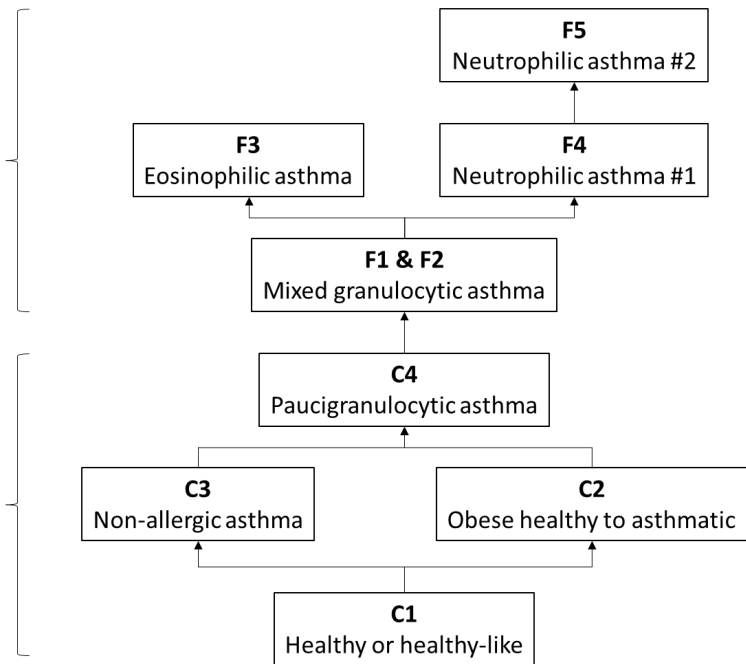 F5
Neutrophilic asthma #2
F3
Eosinophilic asthma
F4
Neutrophilic asthma #1
F1 & F2
Mixed granulocytic asthma
C4
Paucigranulocytic asthma
C3
Non-allergic asthma
C2
Obese healthy to asthmatic
C1
Healthy or healthy-like